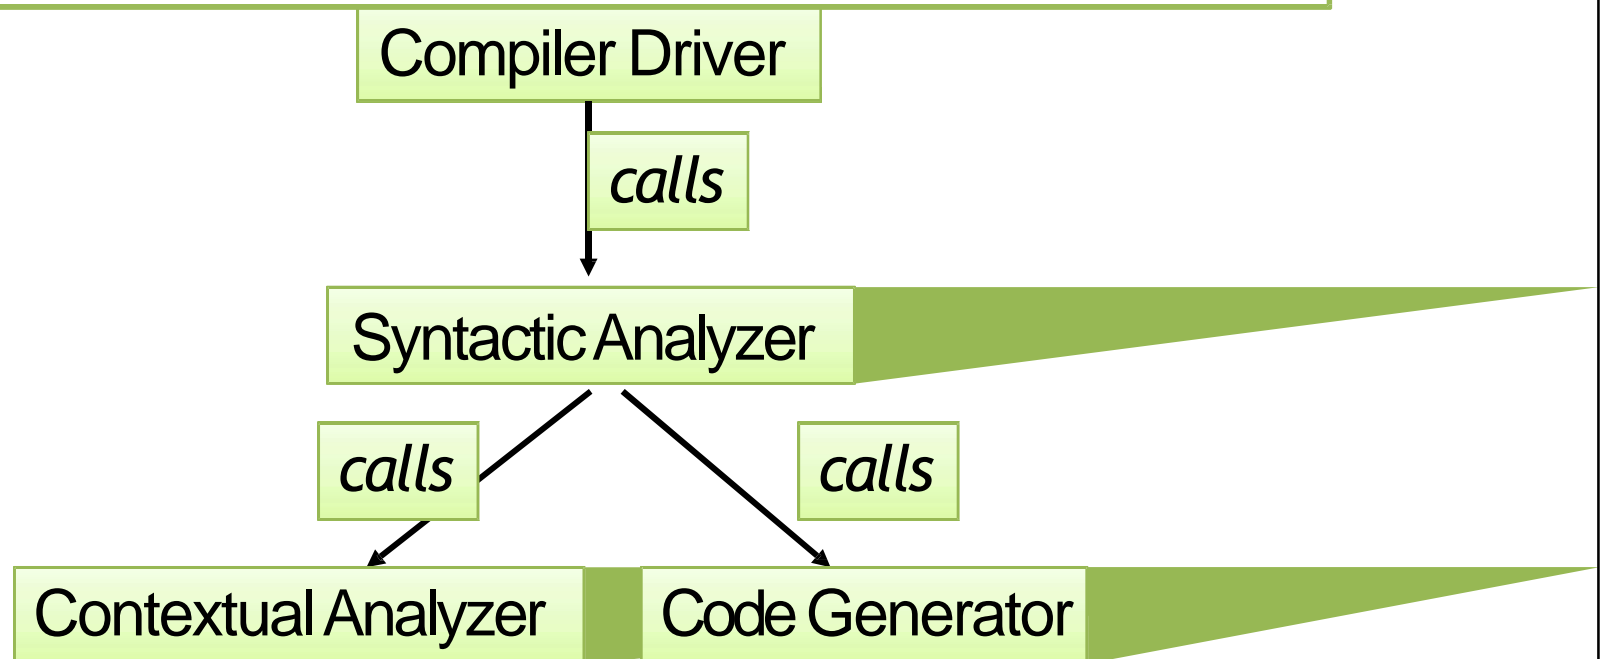 Compiler Driver
calls
Syntactic Analyzer
calls calls
Contextual Analyzer Code Generator